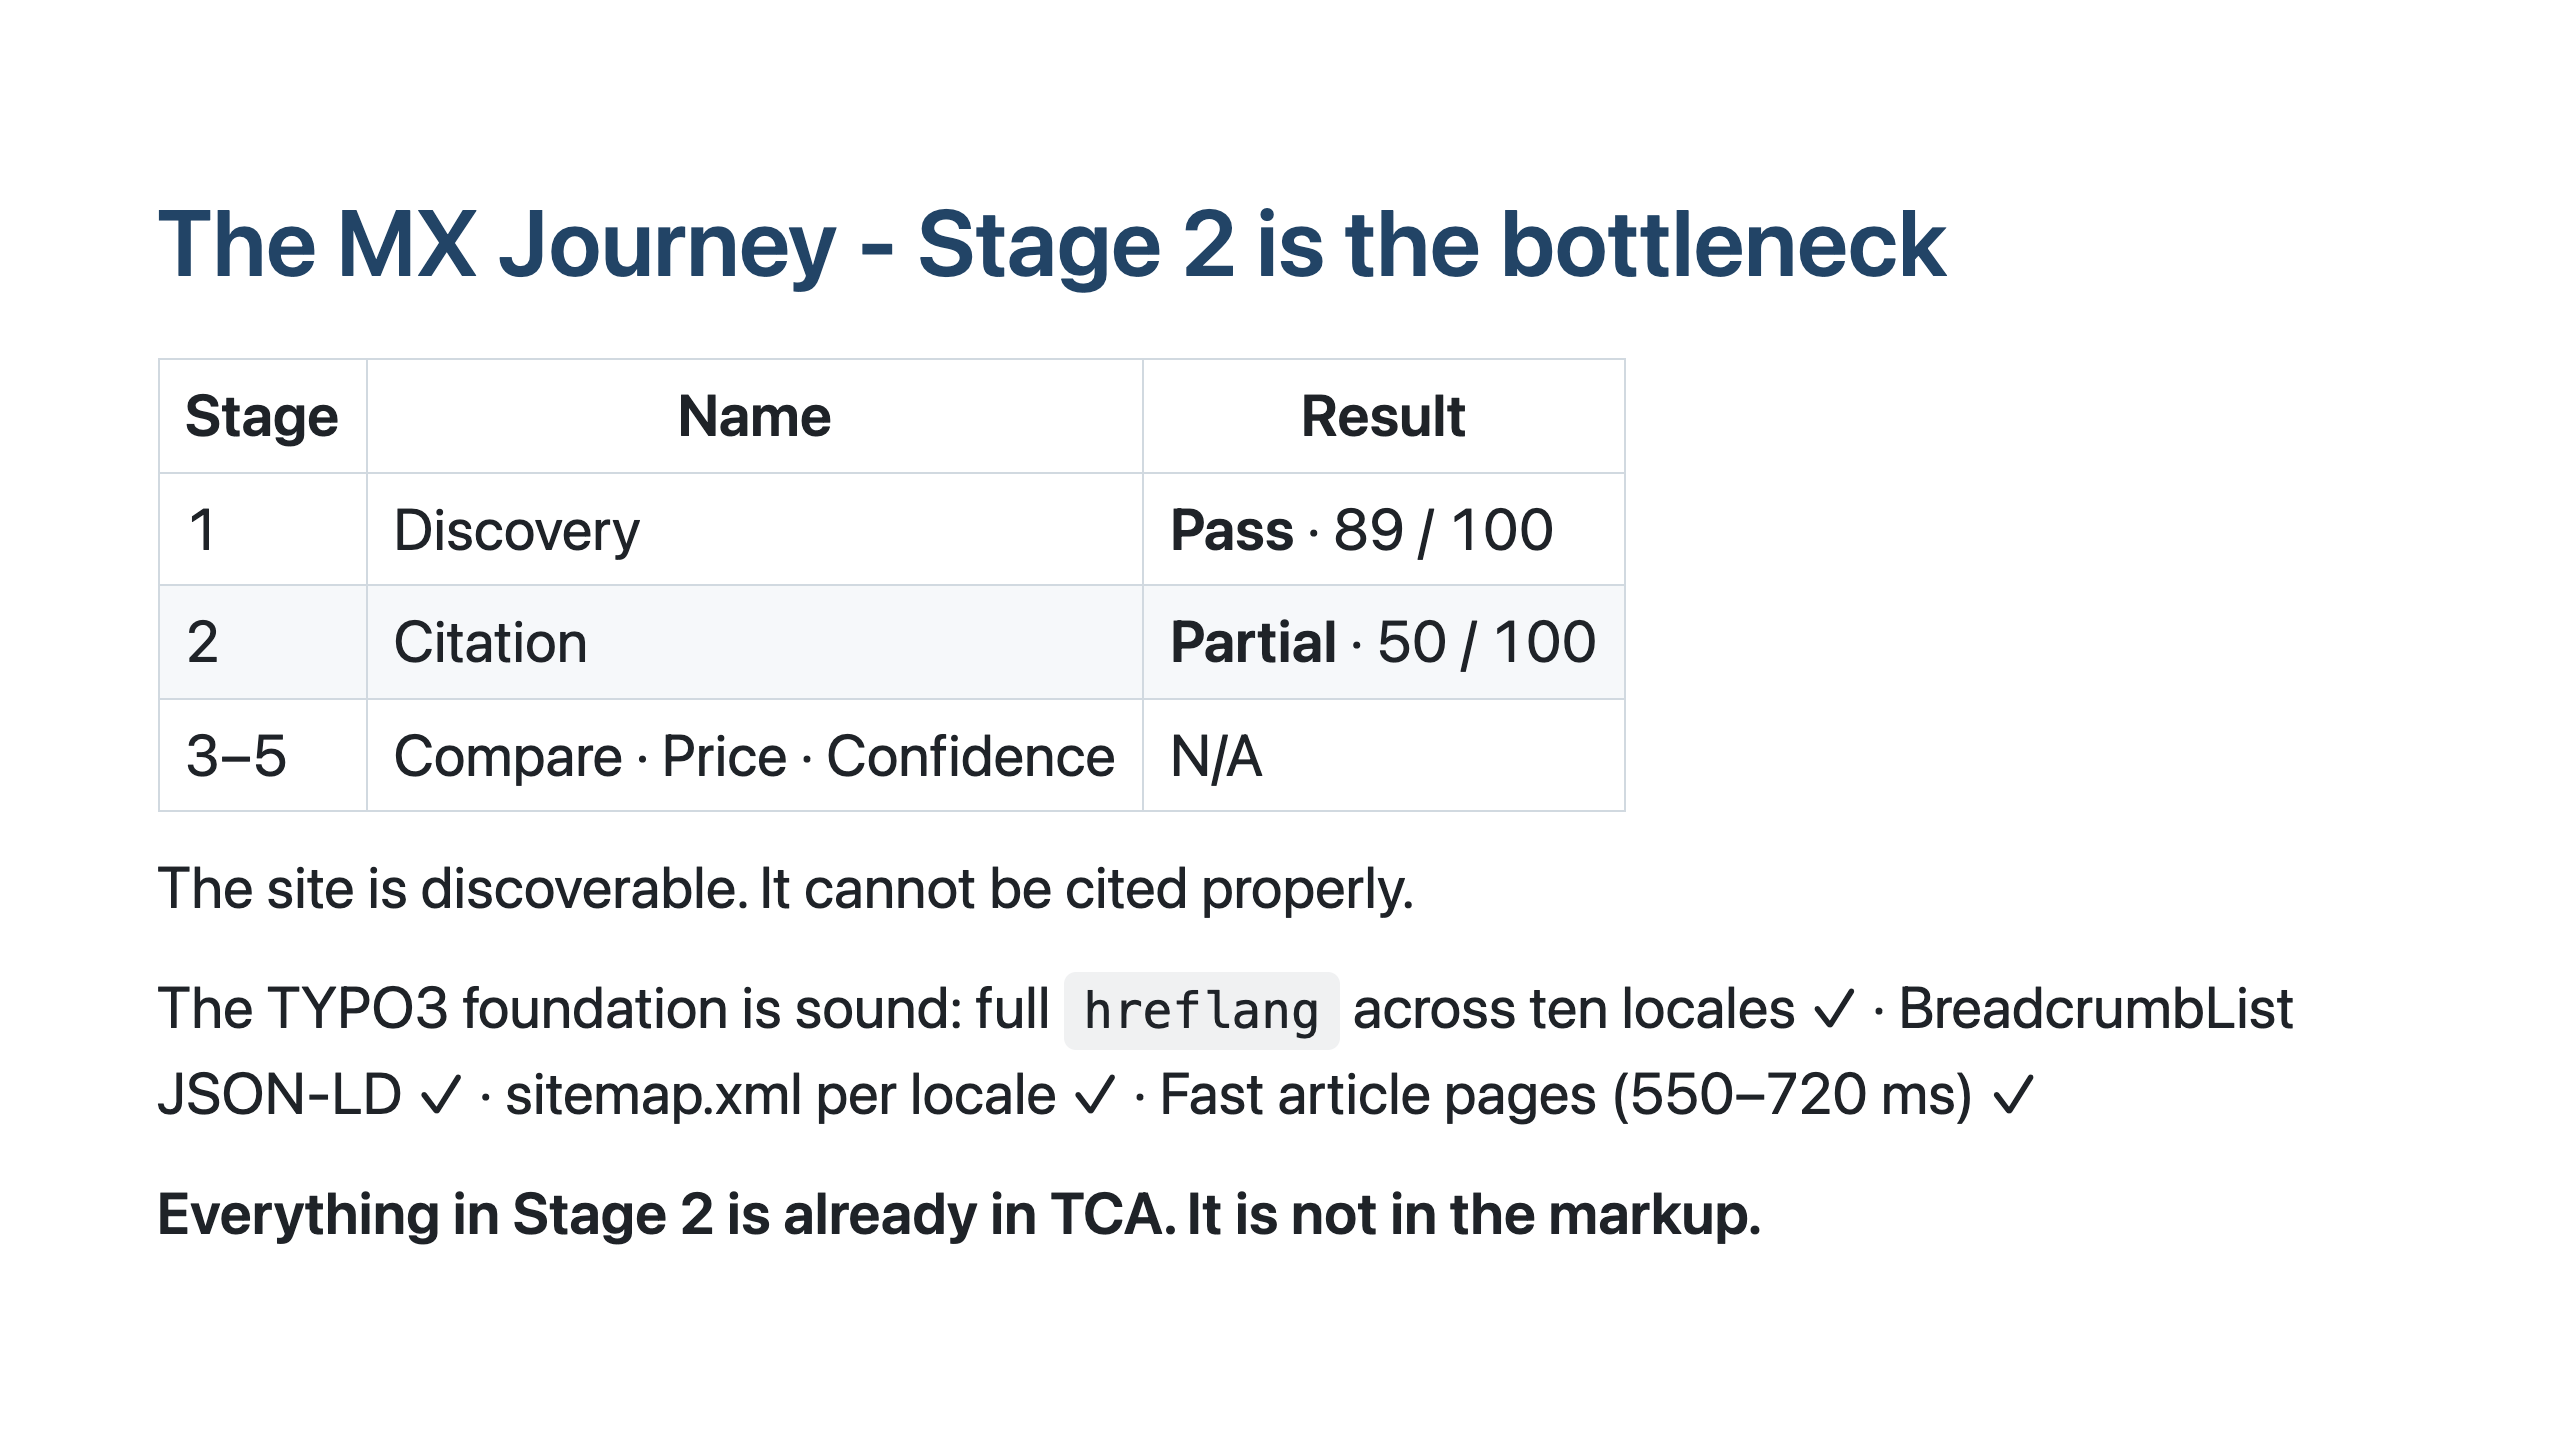 The MX Journey - Stage 2 is the bottleneck
Stage Name Result
1 Discovery Pass · 89 / 100
2 Citation Partial · 50 / 100
3–5 Compare · Price · Confidence N/A
The site is discoverable. It cannot be cited properly.
The TYPO3 foundation is sound: full hreflang across ten locales ✓ · BreadcrumbList
JSON-LD ✓ · sitemap.xml per locale ✓ · Fast article pages (550–720 ms) ✓
Everything in Stage 2 is already in TCA. It is not in the markup.